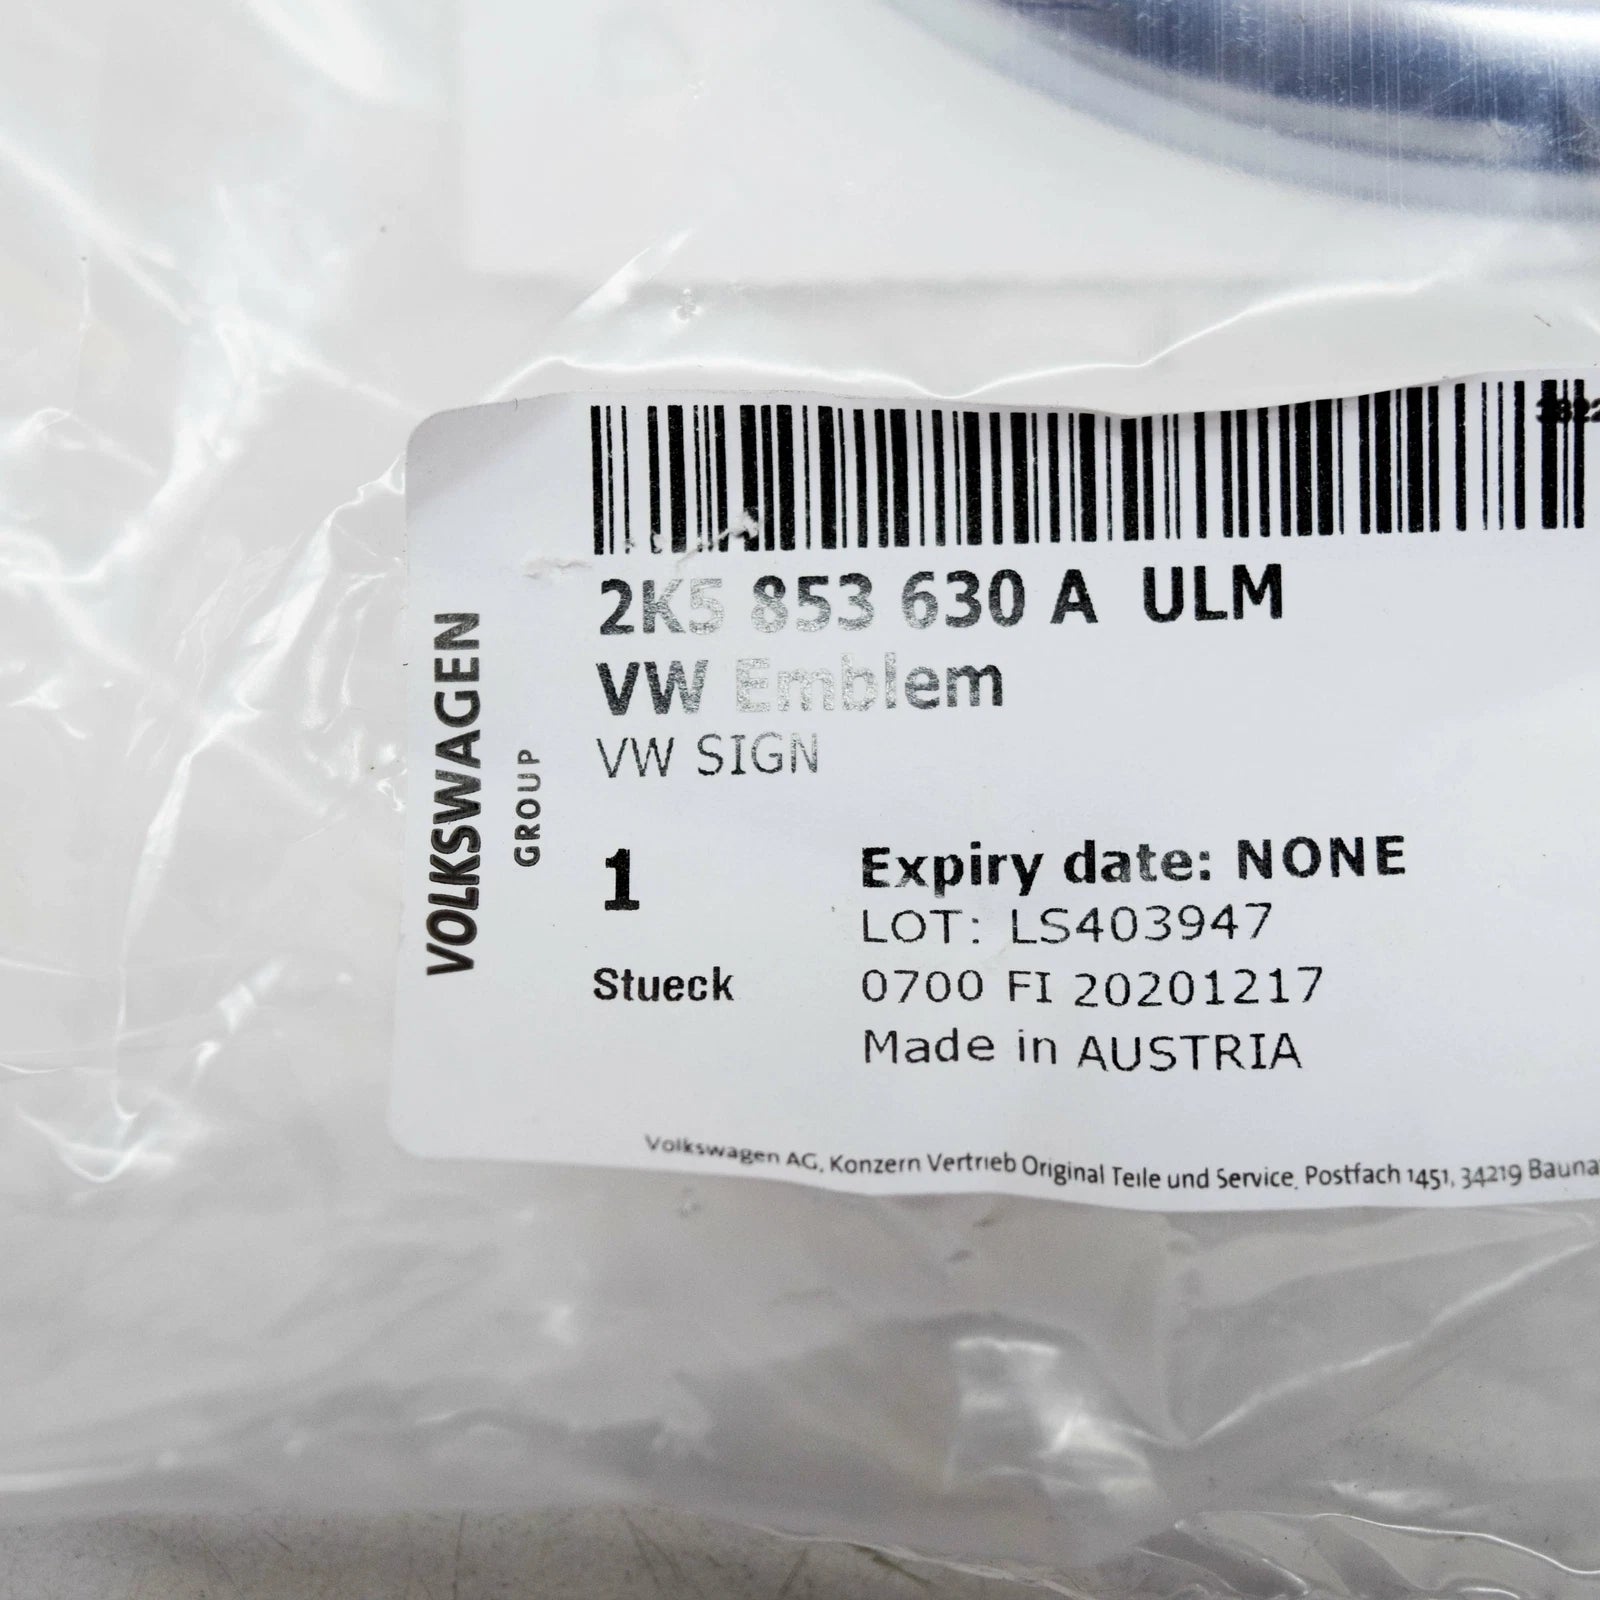 2K5 853 630 A ULM
VW Emblem
VW SIGN
VOLKSWAGEN
GROUP
1
Stueck
Expiry date: NONE
LOT: LS403947
0700 FI 20201217
Made in AUSTRIA
Volkswagen AG, Konzern Vertrieb Original Teile und Service, Postfach 1451, 34219